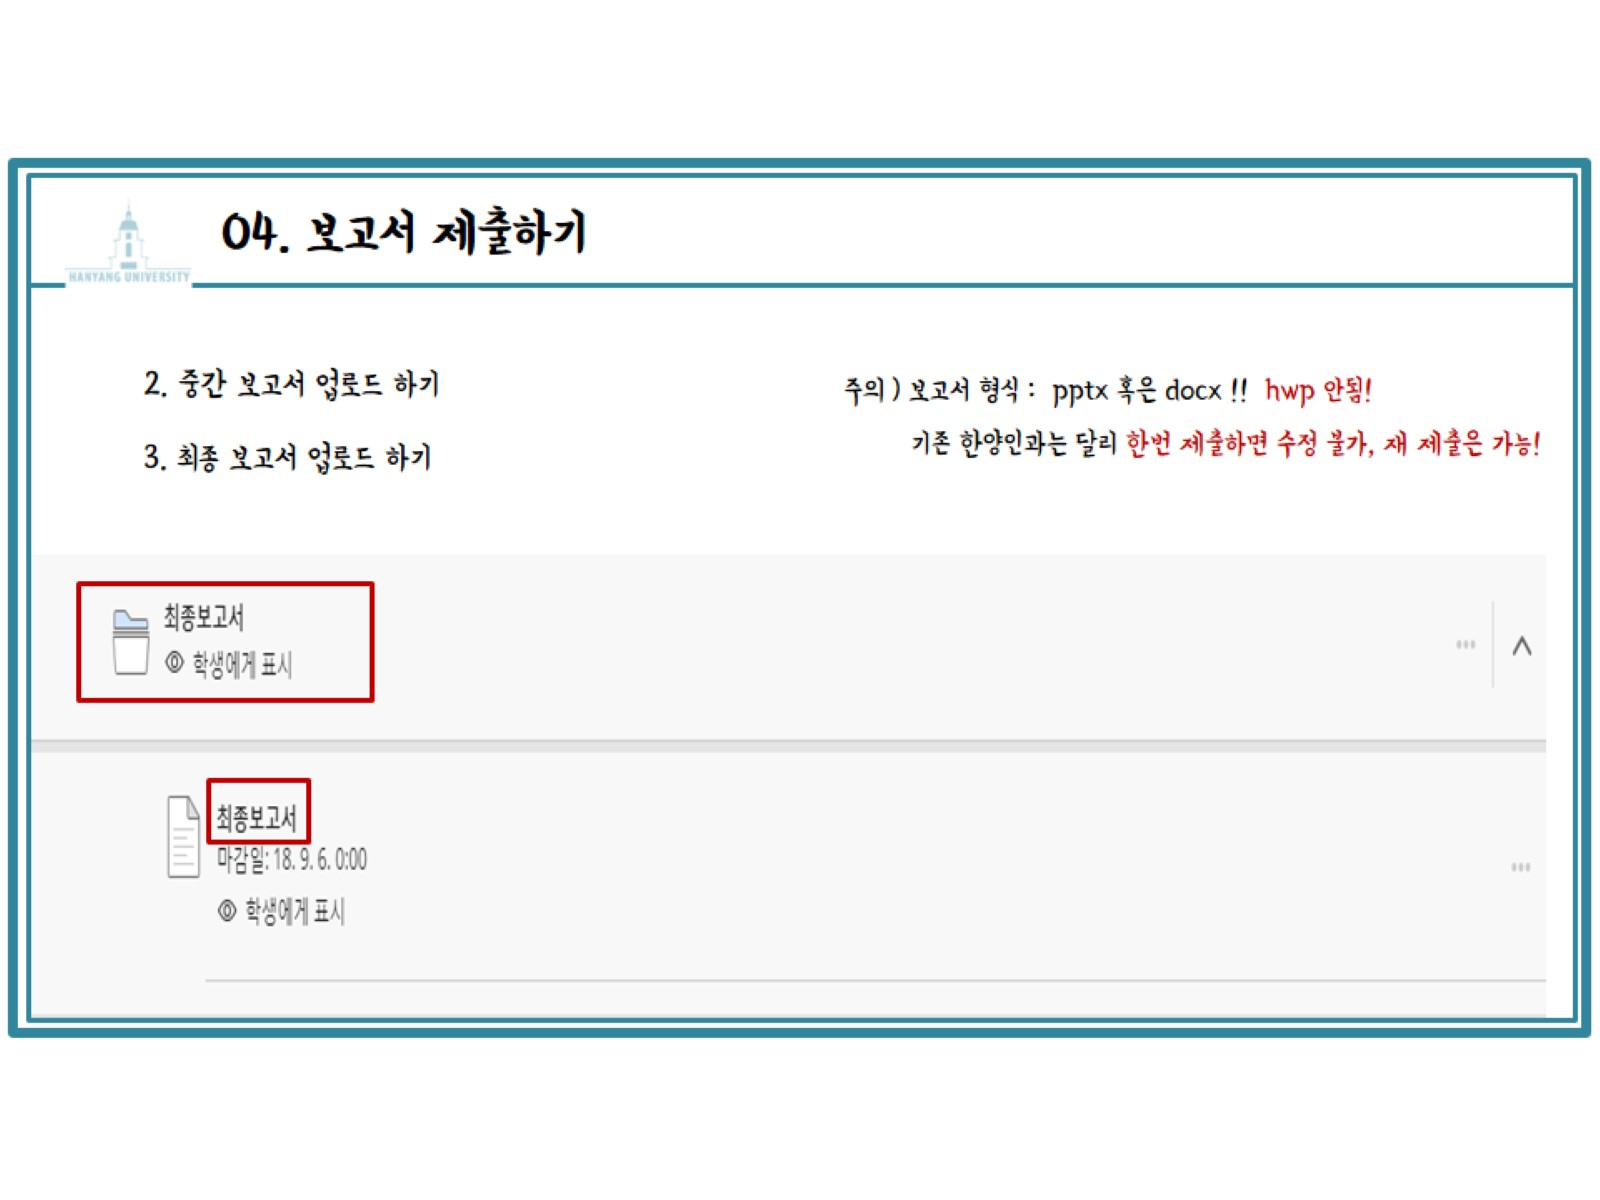 04. 보고서 제출하기
HANYANG UNIVERSITY
2. 중간 보고서 업로드 하기
3. 최종 보고서 업로드 하기
주의 ) 보고서 형식 : pptx 혹은 docx !! hwp 안됨!
기존 한양인과는 달리 한번 제출하면 수정 불가, 재 제출은 가능!
최종보고서
학생에게 표시
최종보고서
마감일: 18. 9. 6. 0:00
학생에게 표시